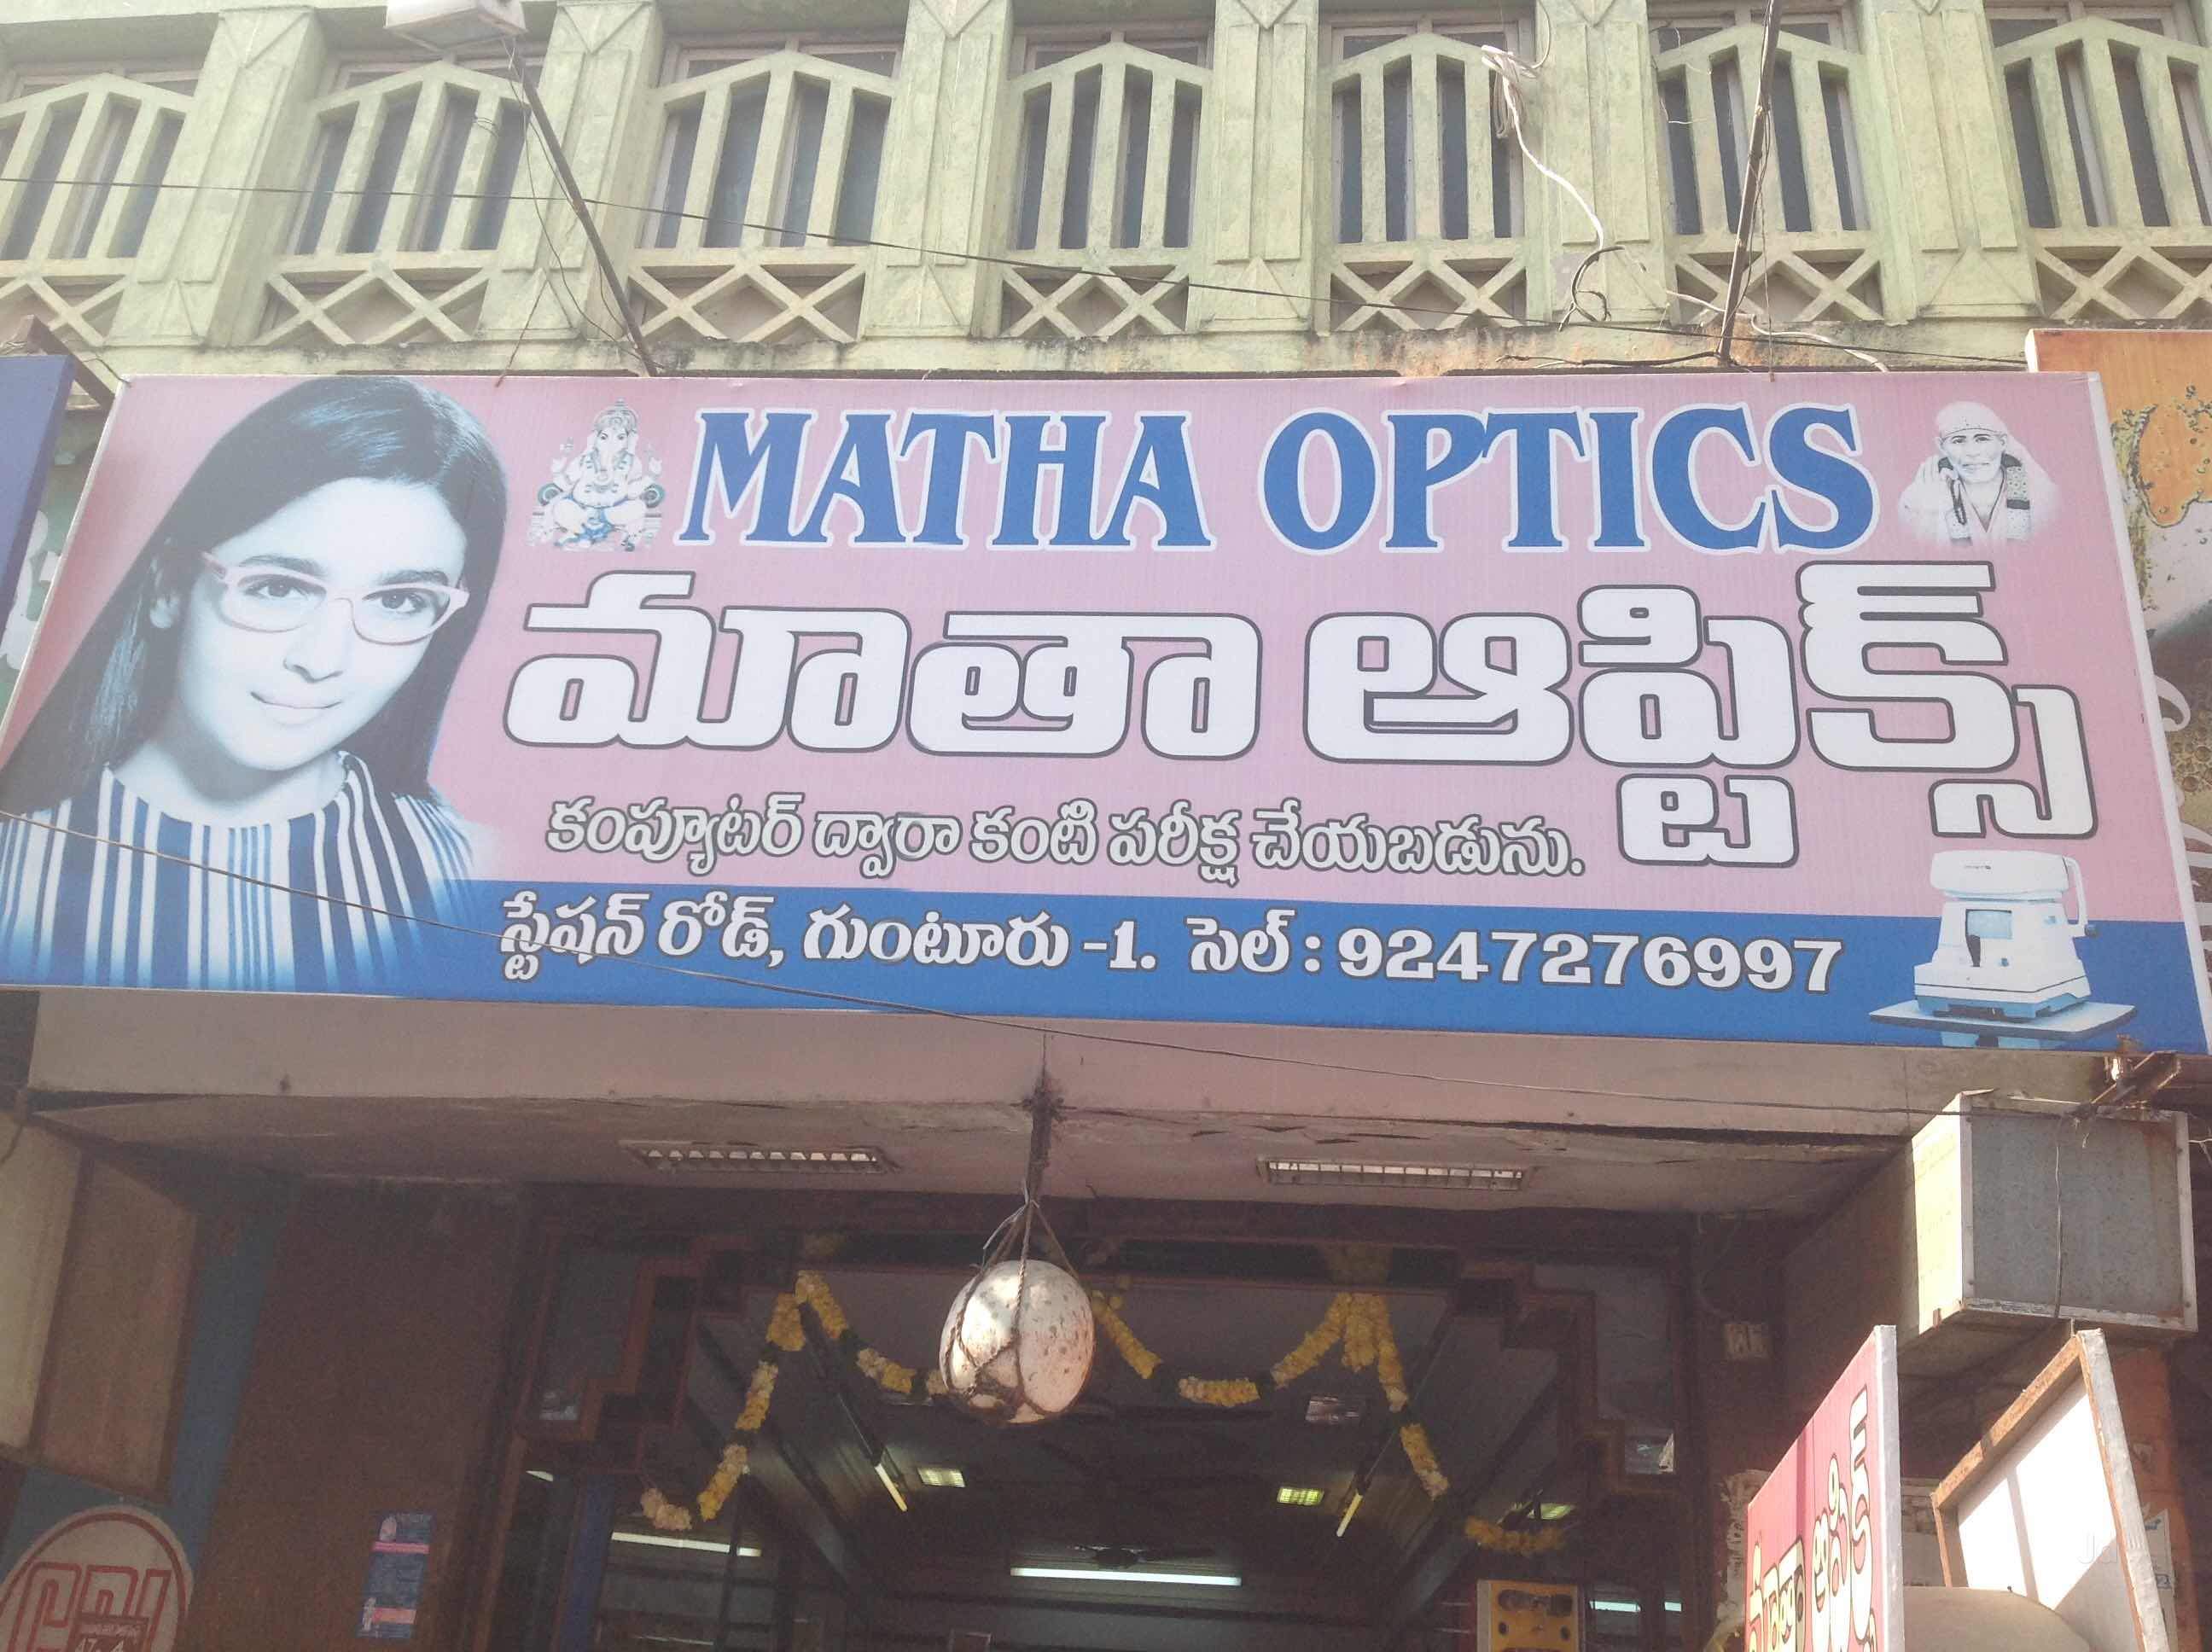 MATHA OPTICS
మాతా ఆప్టిక్స్
కంప్యూటర్ ద్వారా కంటి పరీక్ష చేయబడును.
స్టేషన్ రోడ్, గుంటూరు -1. సెల్ : 9247276997